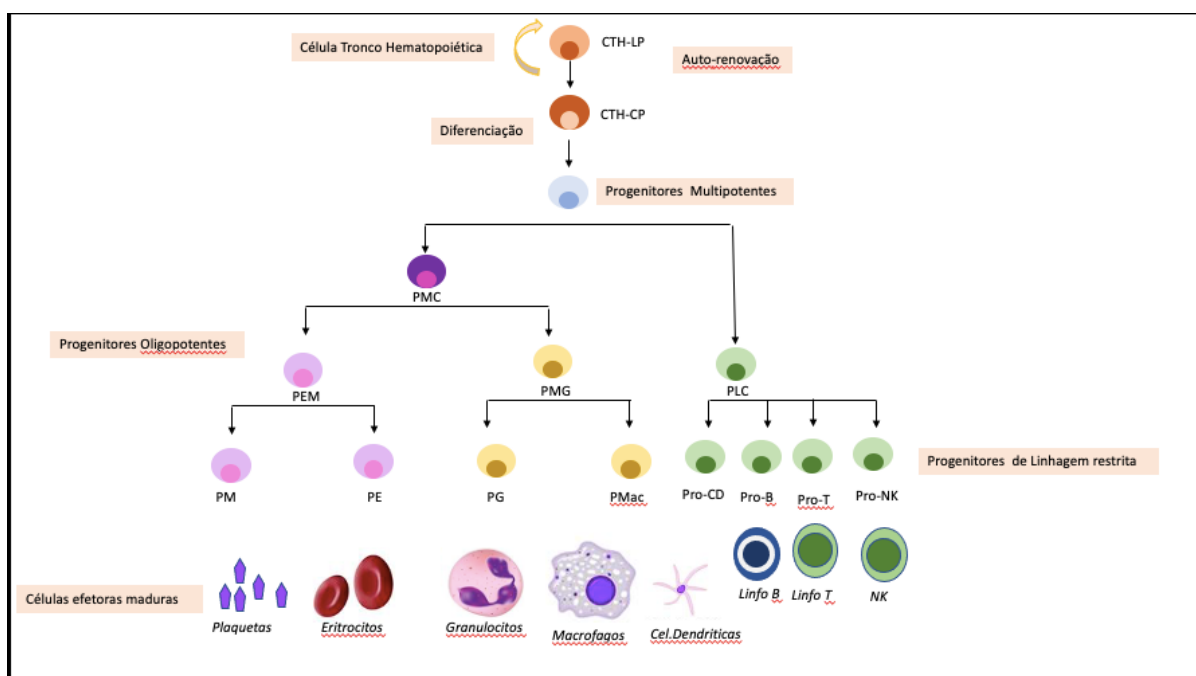 Célula Tronco Hematopoiética
CTH-LP
Auto-renovação
CTH-CP
Diferenciação
Progenitores Multipotentes
PMC
Progenitores Oligopotentes
PEM
PMG
PLC
PM
PE
PG
PMac
Pro-CD
Pro-B
Pro-T
Pro-NK
Progenitores de Linhagem restrita
Células efetoras maduras
Plaquetas
Eritrocitos
Granulocitos
Macrofagos
Cel.Dendriticas
Linfo B
Linfo T
NK